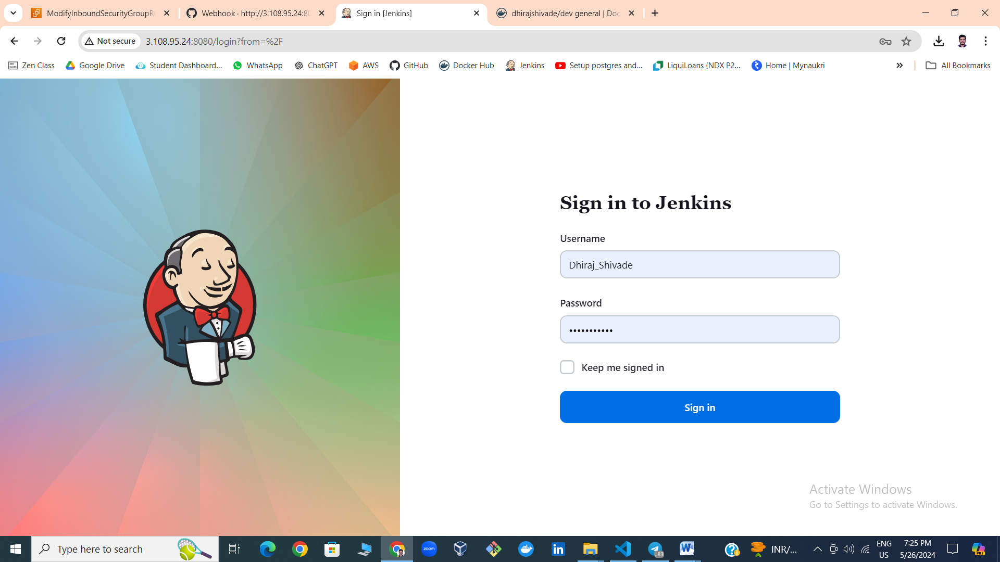 ModifyInboundSecurityGroupRu
Webhook · http://3.108.95.24:80
Sign in [Jenkins]
dhirajshivade/dev general | Doc
Not secure
3.108.95.24:8080/login?from=%2F
Zen Class
Google Drive
Student Dashboard...
WhatsApp
ChatGPT
AWS
GitHub
Docker Hub
Jenkins
Setup postgres and...
LiquiLoans (NDX P2...
Home | Mynaukri
All Bookmarks
Sign in to Jenkins
Username
Dhiraj_Shivade
Password
•••••••••••
Keep me signed in
Sign in
Activate Windows
Go to Settings to activate Windows.
Type here to search
zoom
..83
INR/...
ENG
US
7:25 PM
5/26/2024
PRE